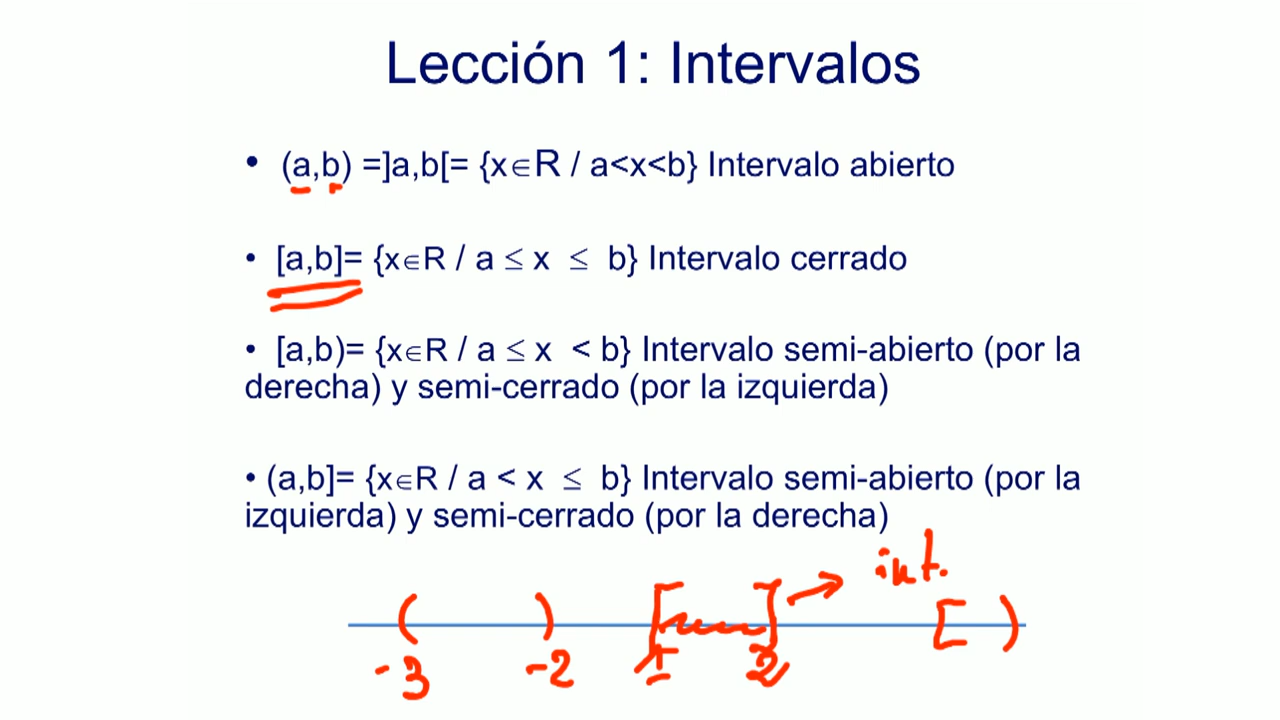 Lección 1: Intervalos
• (a,b) =]a,b[= {x∈R / a<x<b} Intervalo abierto
• [a,b]= {x∈R / a ≤ x ≤ b} Intervalo cerrado
• [a,b)= {x∈R / a ≤ x < b} Intervalo semi-abierto (por la
derecha) y semi-cerrado (por la izquierda)
• (a,b]= {x∈R / a < x ≤ b} Intervalo semi-abierto (por la
izquierda) y semi-cerrado (por la derecha)
int.
( ) [ ] [ )
-3 -2 1 2